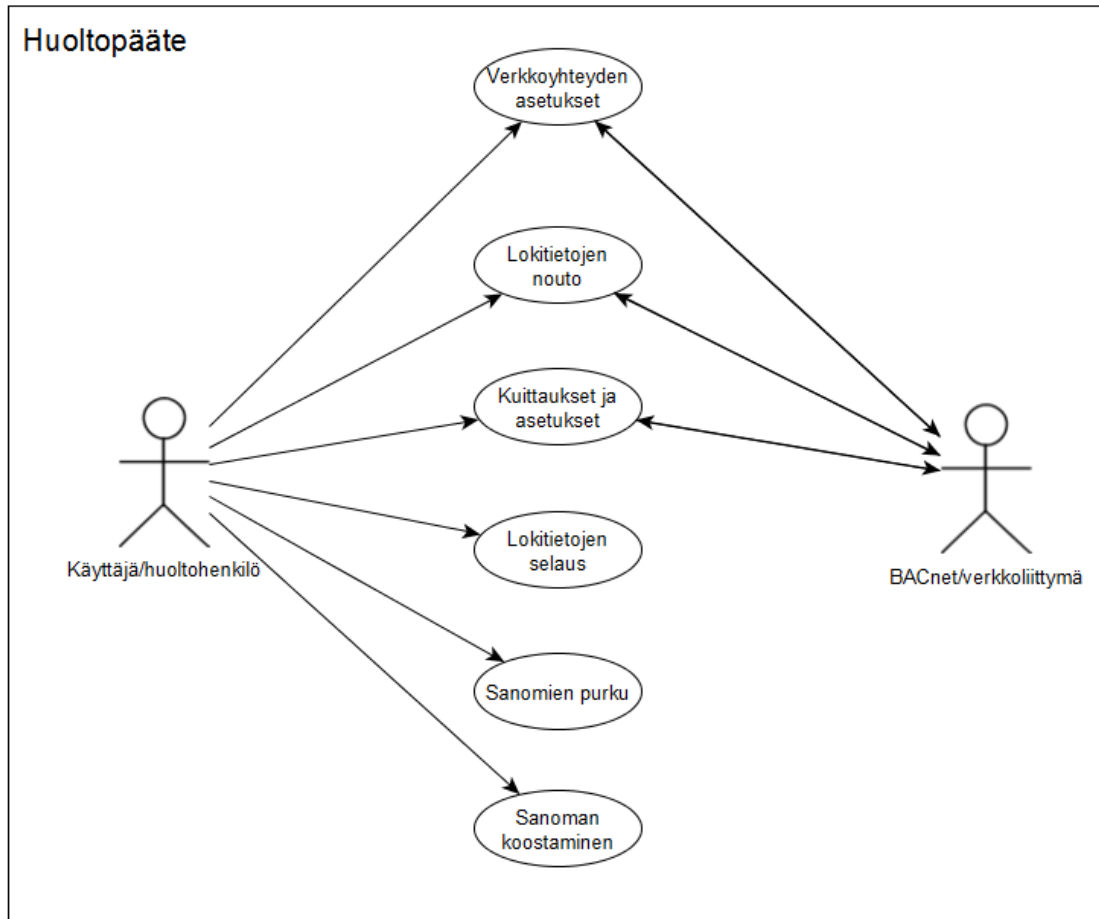 Huoltopääte
Verkkoyhteyden
asetukset
Lokitietojen
nouto
Kuittaukset ja
asetukset
Lokitietojen
selaus
Sanomien purku
Sanoman
koostaminen
Käyttäjä/huoltohenkilö
BACnet/verkkoliittymä